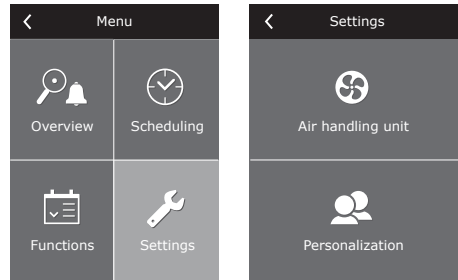 Menu
Overview
Scheduling
Functions
Settings
Settings
Air handling unit
Personalization